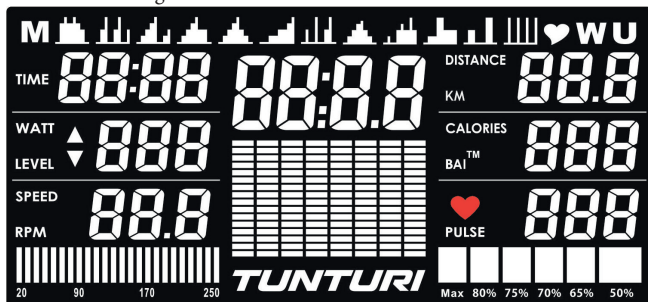 M W U
TIME 88:88
88:8.8
DISTANCE
KM 88.8
WATT
LEVEL 888
CALORIES
BAI™ 888
SPEED
RPM 88.8
PULSE 888
20 90 170 250
TUNTURI
Max 80% 75% 70% 65% 50%